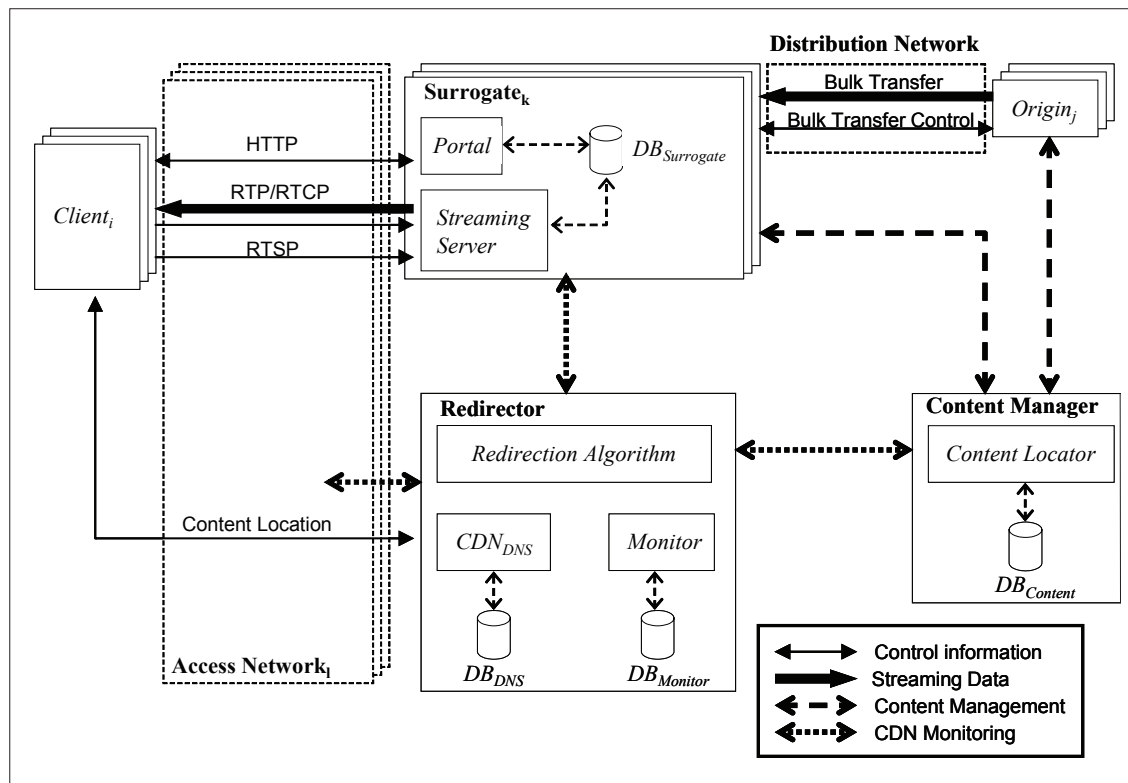 Distribution Network
Bulk Transfer
Bulk Transfer Control
Origin_j
Surrogate_k
Portal
DB_Surrogate
Streaming
Server
HTTP
RTP/RTCP
RTSP
Client_i
Redirector
Redirection Algorithm
CDN_DNS
Monitor
DB_DNS
DB_Monitor
Content Manager
Content Locator
DB_Content
Content Location
Access Network_l
Control information
Streaming Data
Content Management
CDN Monitoring